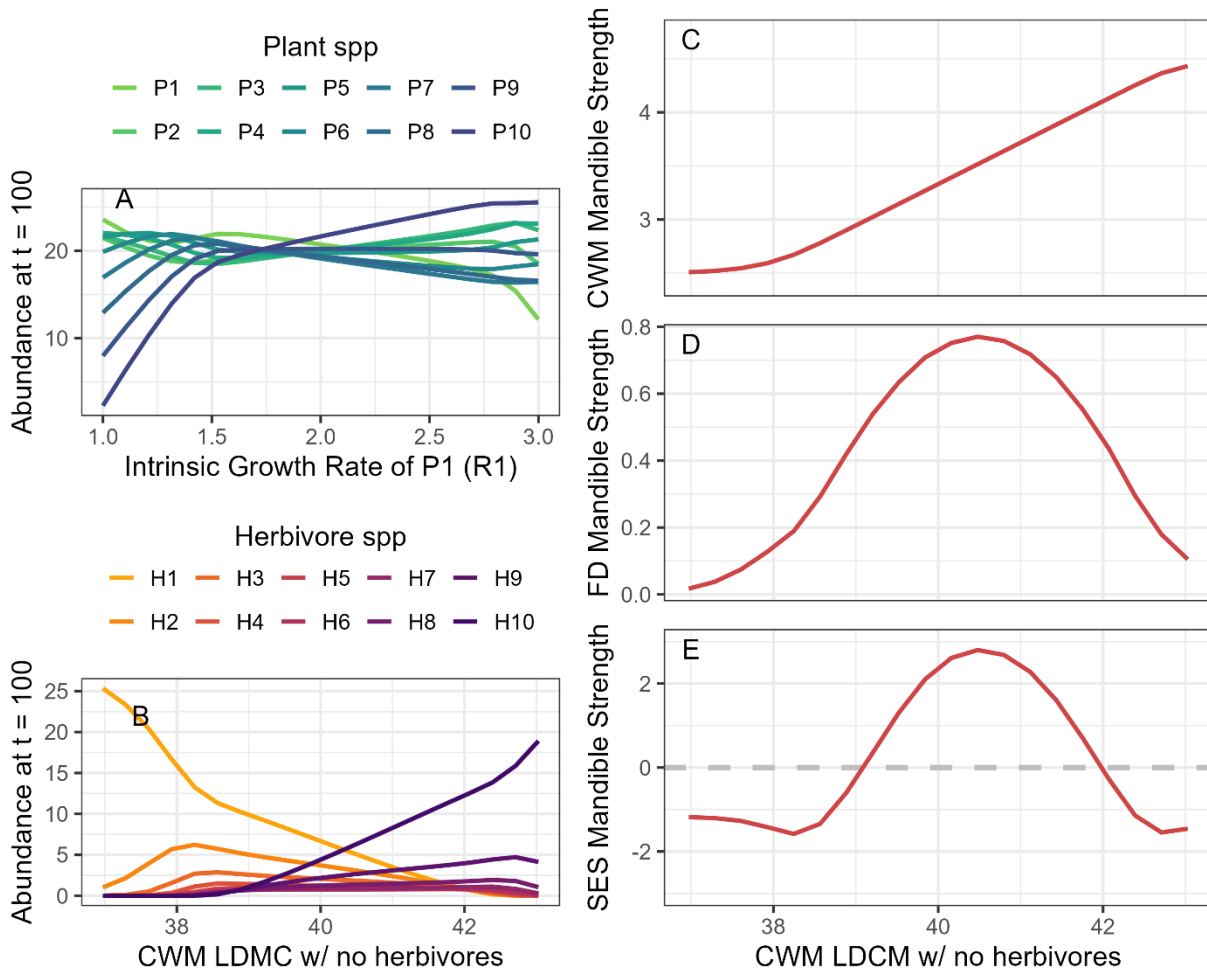 Plant spp
P1 P3 P5 P7 P9
P2 P4 P6 P8 P10
A
Abundance at t = 100
20
10
1.0 1.5 2.0 2.5 3.0
Intrinsic Growth Rate of P1 (R1)
Herbivore spp
H1 H3 H5 H7 H9
H2 H4 H6 H8 H10
B
Abundance at t = 100
25
20
15
10
5
0
38 40 42
CWM LDMC w/ no herbivores
C
CWM Mandible Strength
4
3
D
FD Mandible Strength
0.8
0.6
0.4
0.2
0.0
E
SES Mandible Strength
2
0
-2
38 40 42
CWM LDCM w/ no herbivores